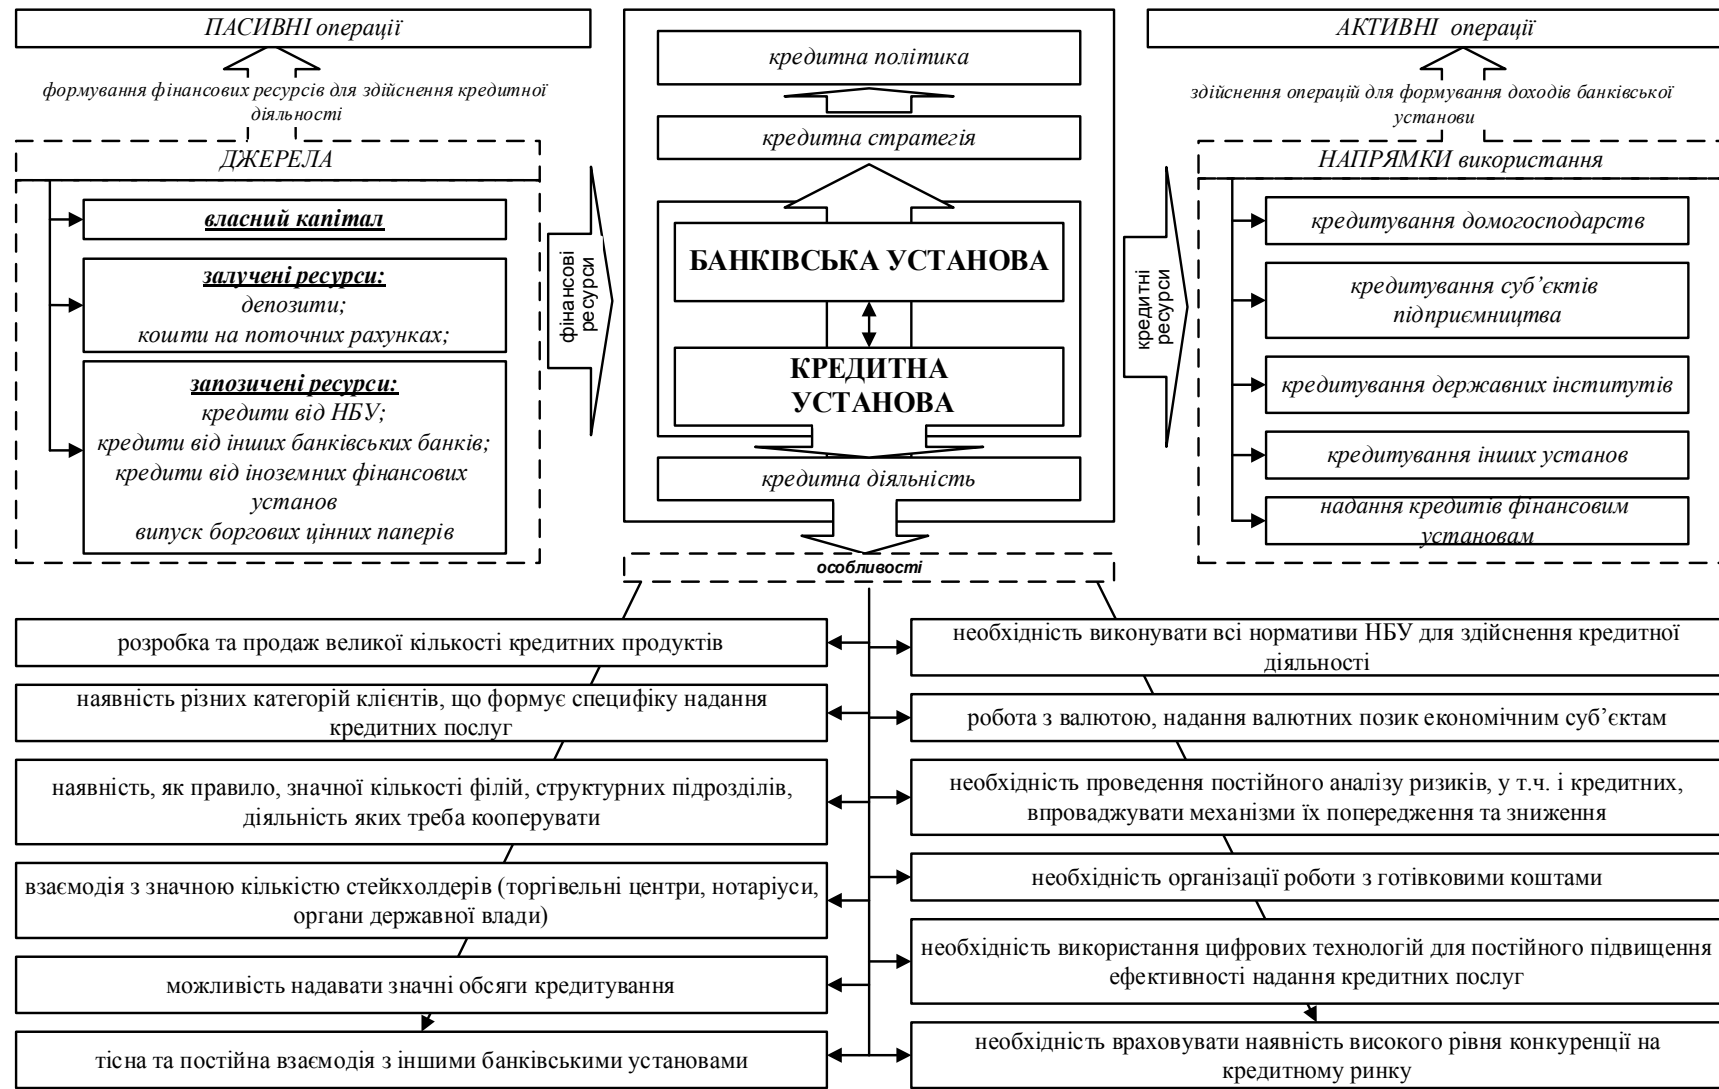 ПАСИВНІ операції
формування фінансових ресурсів для здійснення кредитної
діяльності
ДЖЕРЕЛА
власний капітал
залучені ресурси:
депозити;
кошти на поточних рахунках;
запозичені ресурси:
кредити від НБУ;
кредити від інших банківських банків;
кредити від іноземних фінансових
установ
випуск боргових цінних паперів
фінансові
ресурси
кредитна політика
кредитна стратегія
БАНКІВСЬКА УСТАНОВА
КРЕДИТНА
УСТАНОВА
кредитна діяльність
кредитні
ресурси
АКТИВНІ операції
здійснення операцій для формування доходів банківської
установи
НАПРЯМКИ використання
кредитування домогосподарств
кредитування суб’єктів
підприємництва
кредитування державних інститутів
кредитування інших установ
надання кредитів фінансовим
установам
особливості
розробка та продаж великої кількості кредитних продуктів
наявність різних категорій клієнтів, що формує специфіку надання
кредитних послуг
наявність, як правило, значної кількості філій, структурних підрозділів,
діяльність яких треба кооперувати
взаємодія з значною кількістю стейкхолдерів (торгівельні центри, нотаріуси,
органи державної влади)
можливість надавати значні обсяги кредитування
тісна та постійна взаємодія з іншими банківськими установами
необхідність виконувати всі нормативи НБУ для здійснення кредитної
діяльності
робота з валютою, надання валютних позик економічним суб’єктам
необхідність проведення постійного аналізу ризиків, у т.ч. і кредитних,
впроваджувати механізми їх попередження та зниження
необхідність організації роботи з готівковими коштами
необхідність використання цифрових технологій для постійного підвищення
ефективності надання кредитних послуг
необхідність враховувати наявність високого рівня конкуренції на
кредитному ринку